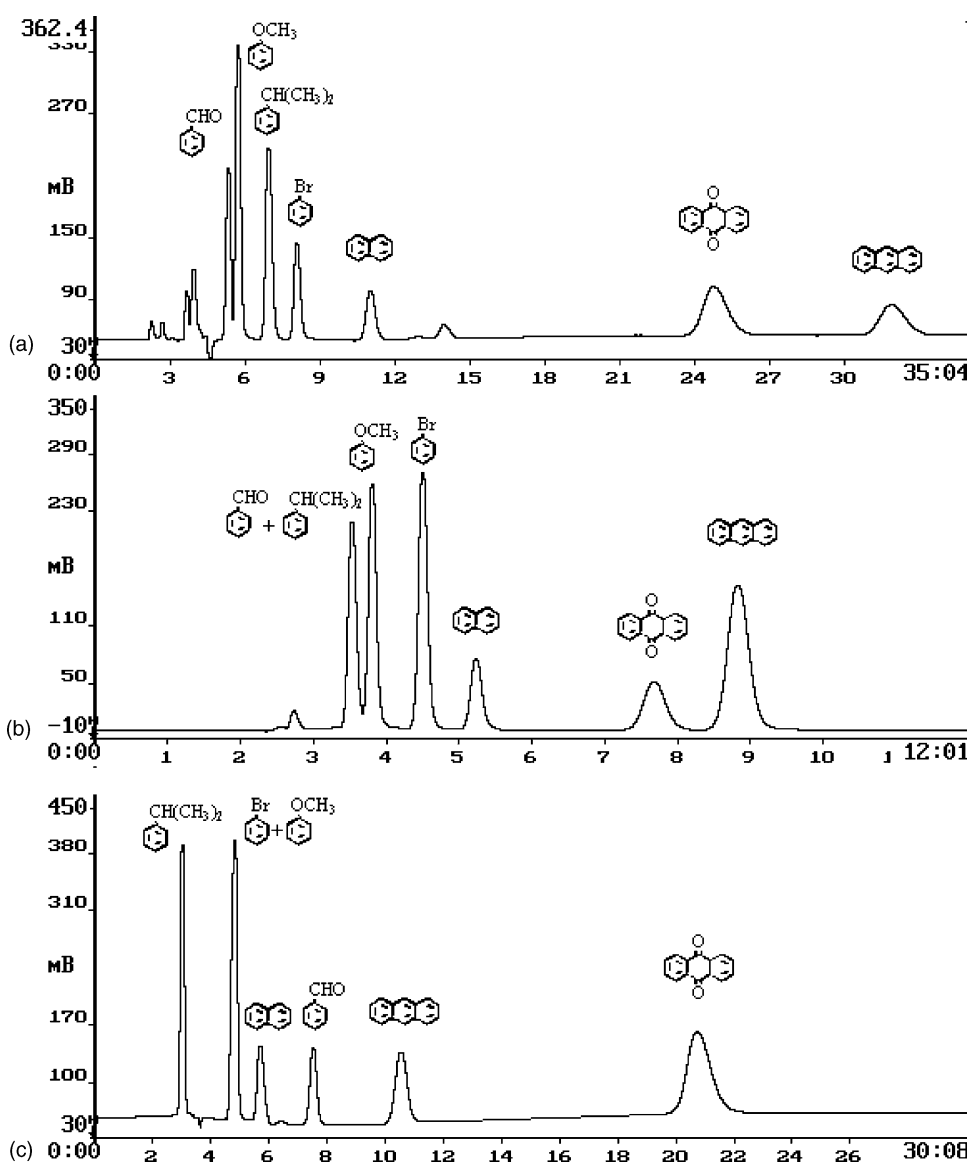 362.4
330
OCH₃
CH(CH₃)₂
CHO
270
мВ
Br
O
150
O
90
(a)
30"
0:00 3 6 9 12 15 18 21 24 27 30 35:04
350
290
OCH₃ Br
CHO + CH(CH₃)₂
230
мВ
O
110
O
50
(b)
-10"
0:00 1 2 3 4 5 6 7 8 9 10 1 12:01
450
CH(CH₃)₂ Br + OCH₃
380
310
O
мВ
CHO O
170
100
30"
(c) 0:00 2 4 6 8 10 12 14 16 18 20 22 24 26 30:08